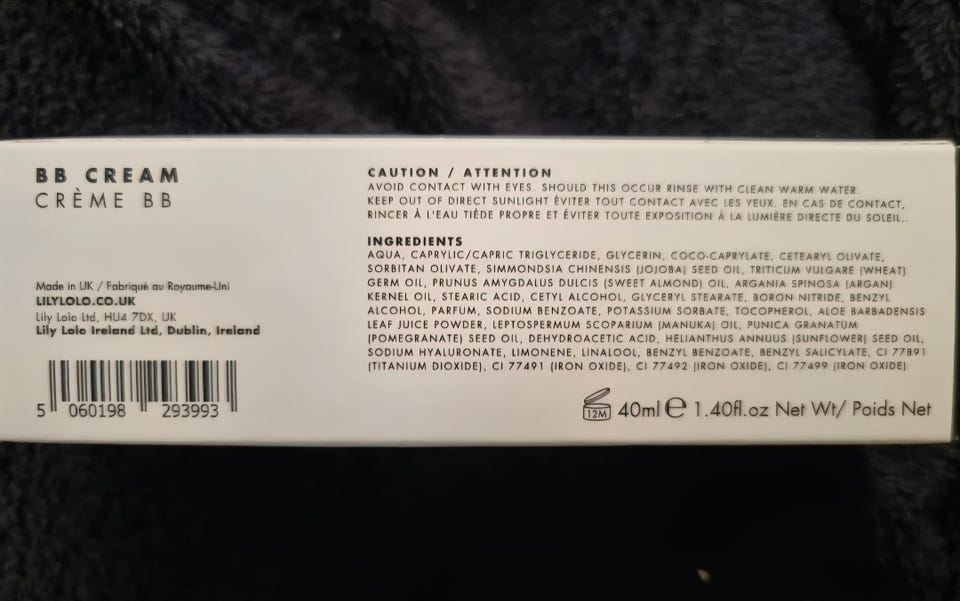 BB CREAM
CRÈME BB
Made in UK / Fabriqué au Royaume-Uni
LILYLOLO.CO.UK
Lily Lolo Ltd, HU4 7DX, UK
Lily Lolo Ireland Ltd, Dublin, Ireland
5 060198 293993
CAUTION / ATTENTION
AVOID CONTACT WITH EYES. SHOULD THIS OCCUR RINSE WITH CLEAN WARM WATER.
KEEP OUT OF DIRECT SUNLIGHT ÉVITER TOUT CONTACT AVEC LES YEUX. EN CAS DE CONTACT,
RINCER À L'EAU TIÈDE PROPRE ET ÉVITER TOUTE EXPOSITION À LA LUMIÈRE DIRECTE DU SOLEIL..
INGREDIENTS
AQUA, CAPRYLIC/CAPRIC TRIGLYCERIDE, GLYCERIN, COCO-CAPRYLATE, CETEARYL OLIVATE,
SORBITAN OLIVATE, SIMMONDSIA CHINENSIS (JOJOBA) SEED OIL, TRITICUM VULGARE (WHEAT)
GERM OIL, PRUNUS AMYGDALUS DULCIS (SWEET ALMOND) OIL, ARGANIA SPINOSA (ARGAN)
KERNEL OIL, STEARIC ACID, CETYL ALCOHOL, GLYCERYL STEARATE, BORON NITRIDE, BENZYL
ALCOHOL, PARFUM, SODIUM BENZOATE, POTASSIUM SORBATE, TOCOPHEROL, ALOE BARBADENSIS
LEAF JUICE POWDER, LEPTOSPERMUM SCOPARIUM (MANUKA) OIL, PUNICA GRANATUM
(POMEGRANATE) SEED OIL, DEHYDROACETIC ACID, HELIANTHUS ANNUUS (SUNFLOWER) SEED OIL,
SODIUM HYALURONATE, LIMONENE, LINALOOL, BENZYL BENZOATE, BENZYL SALICYLATE, CI 77891
(TITANIUM DIOXIDE), CI 77491 (IRON OXIDE), CI 77492 (IRON OXIDE), CI 77499 (IRON OXIDE)
12M 40ml ℮ 1.40fl.oz Net Wt/ Poids Net